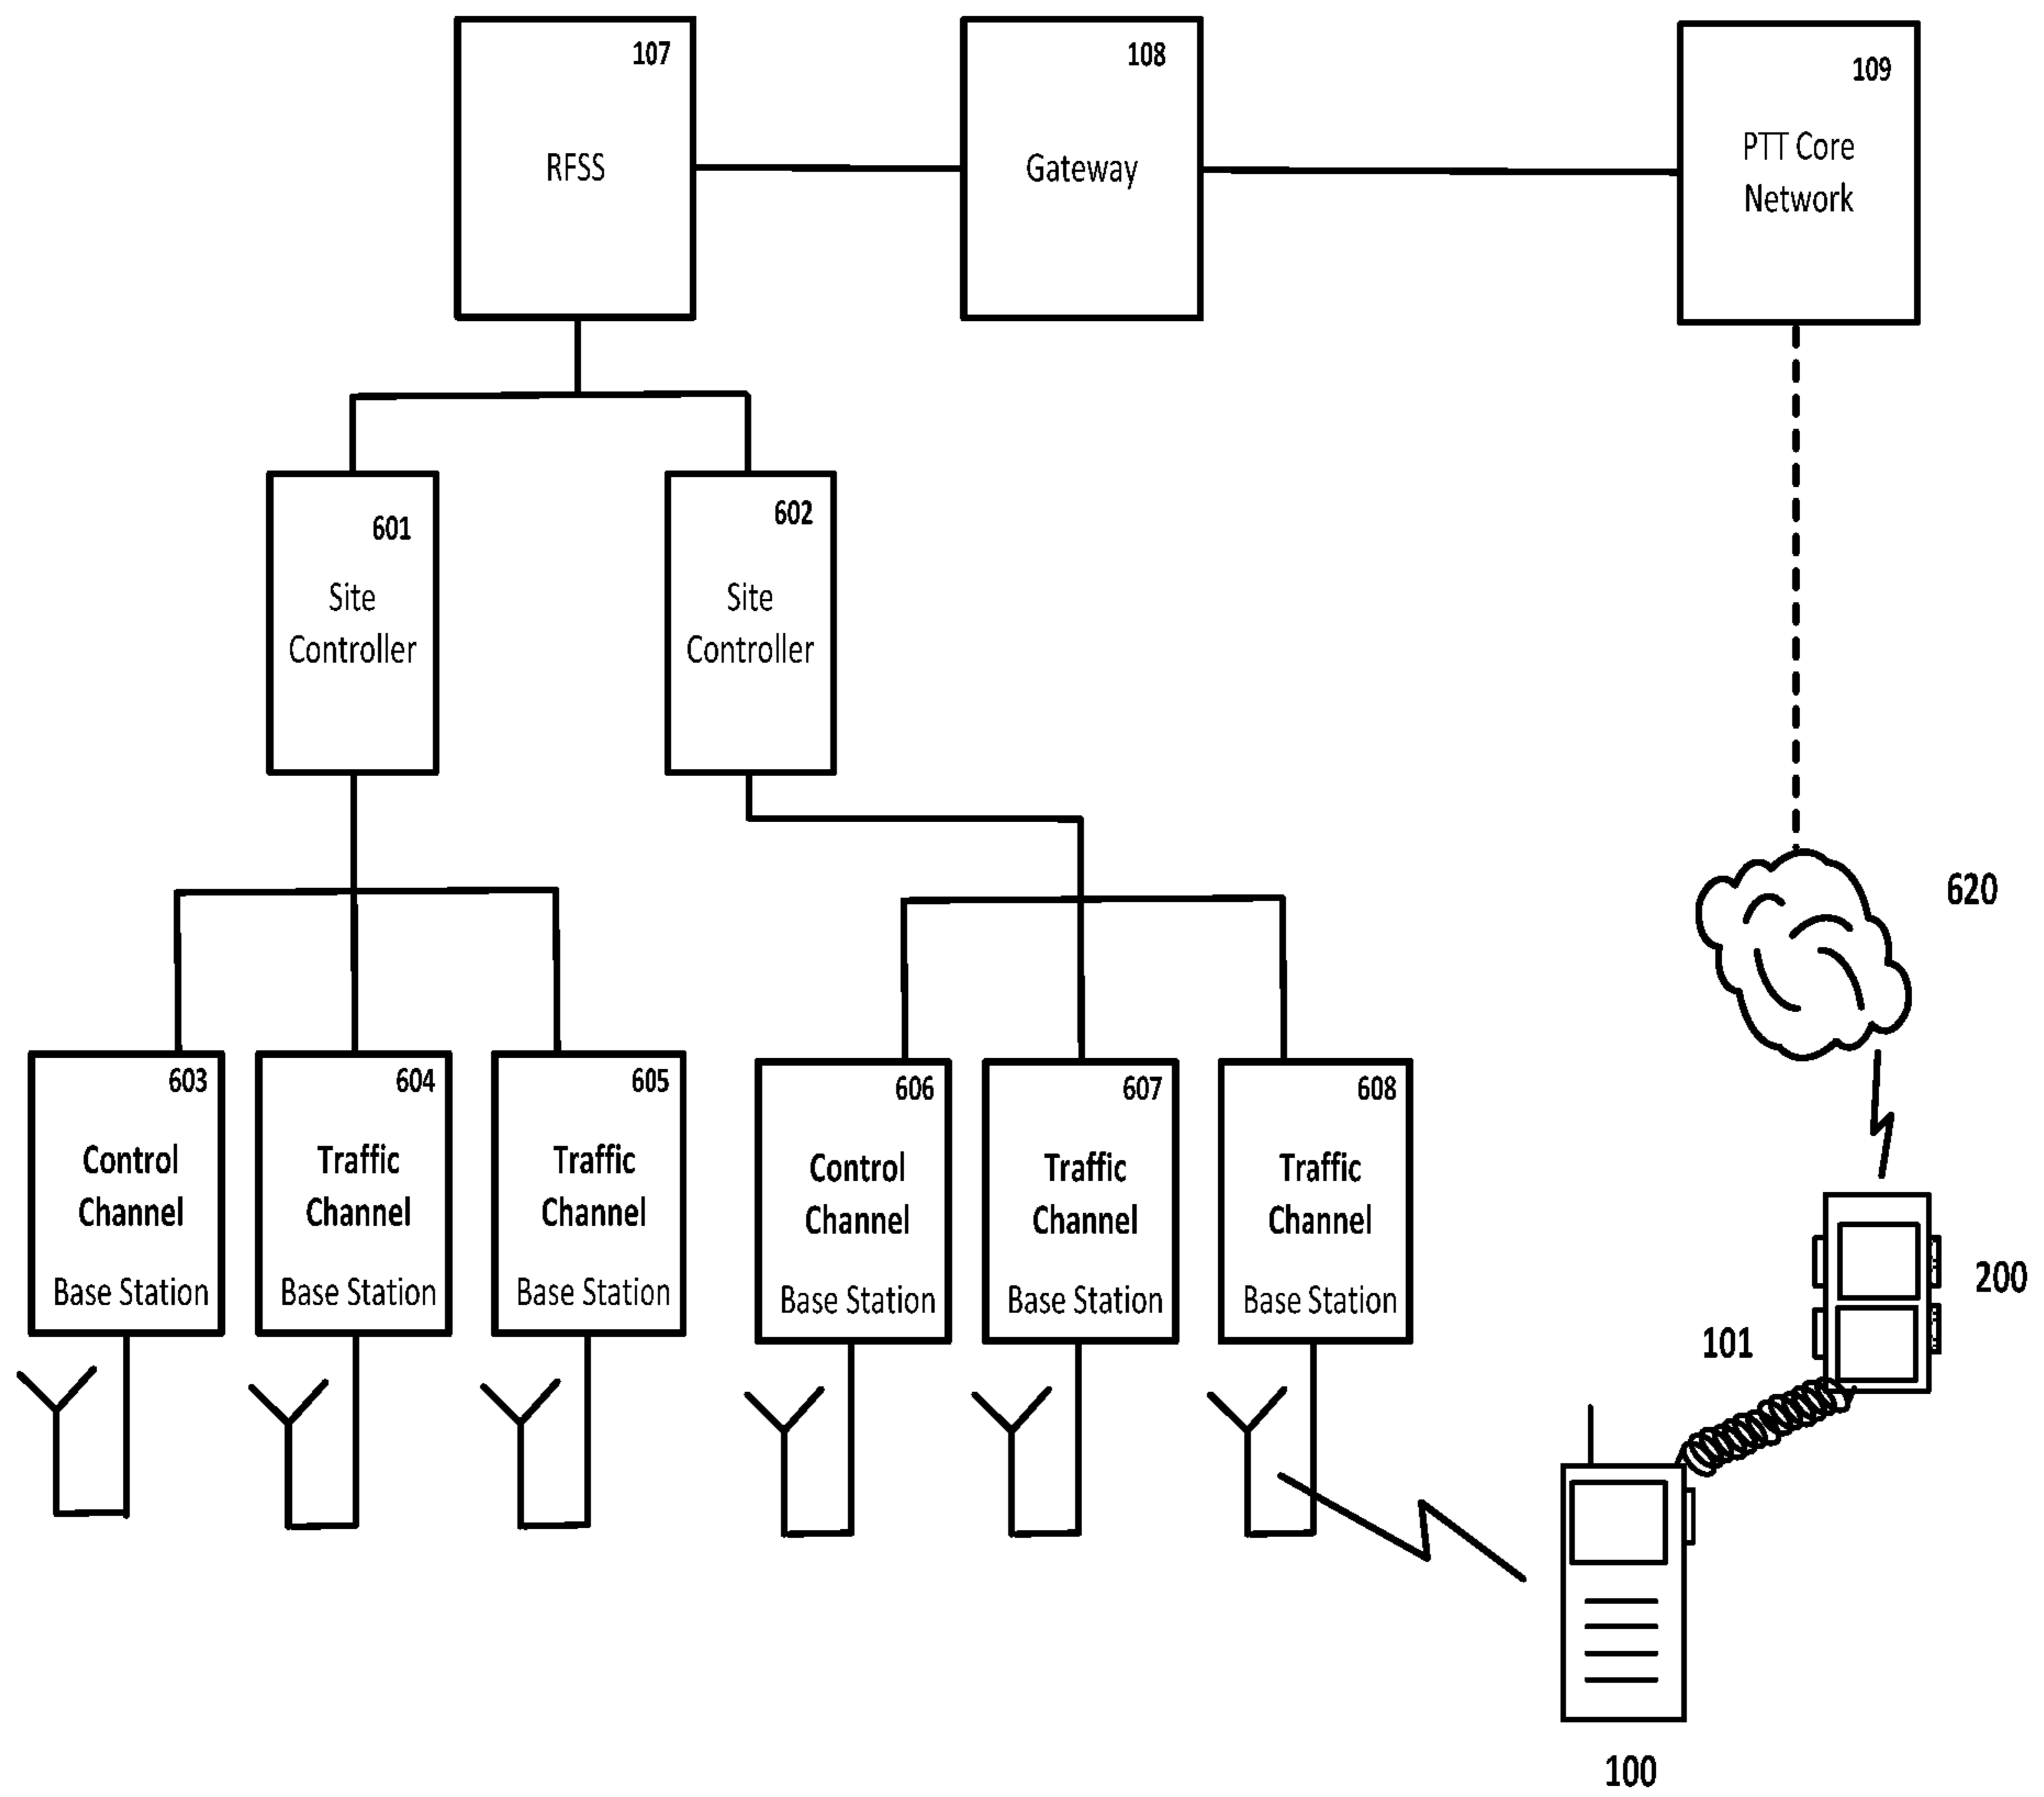 107
RFSS
108
Gateway
109
PTT Core
Network
601
Site
Controller
602
Site
Controller
620
603
Control
Channel
Base Station
604
Traffic
Channel
Base Station
605
Traffic
Channel
Base Station
606
Control
Channel
Base Station
607
Traffic
Channel
Base Station
608
Traffic
Channel
Base Station
200
101
100